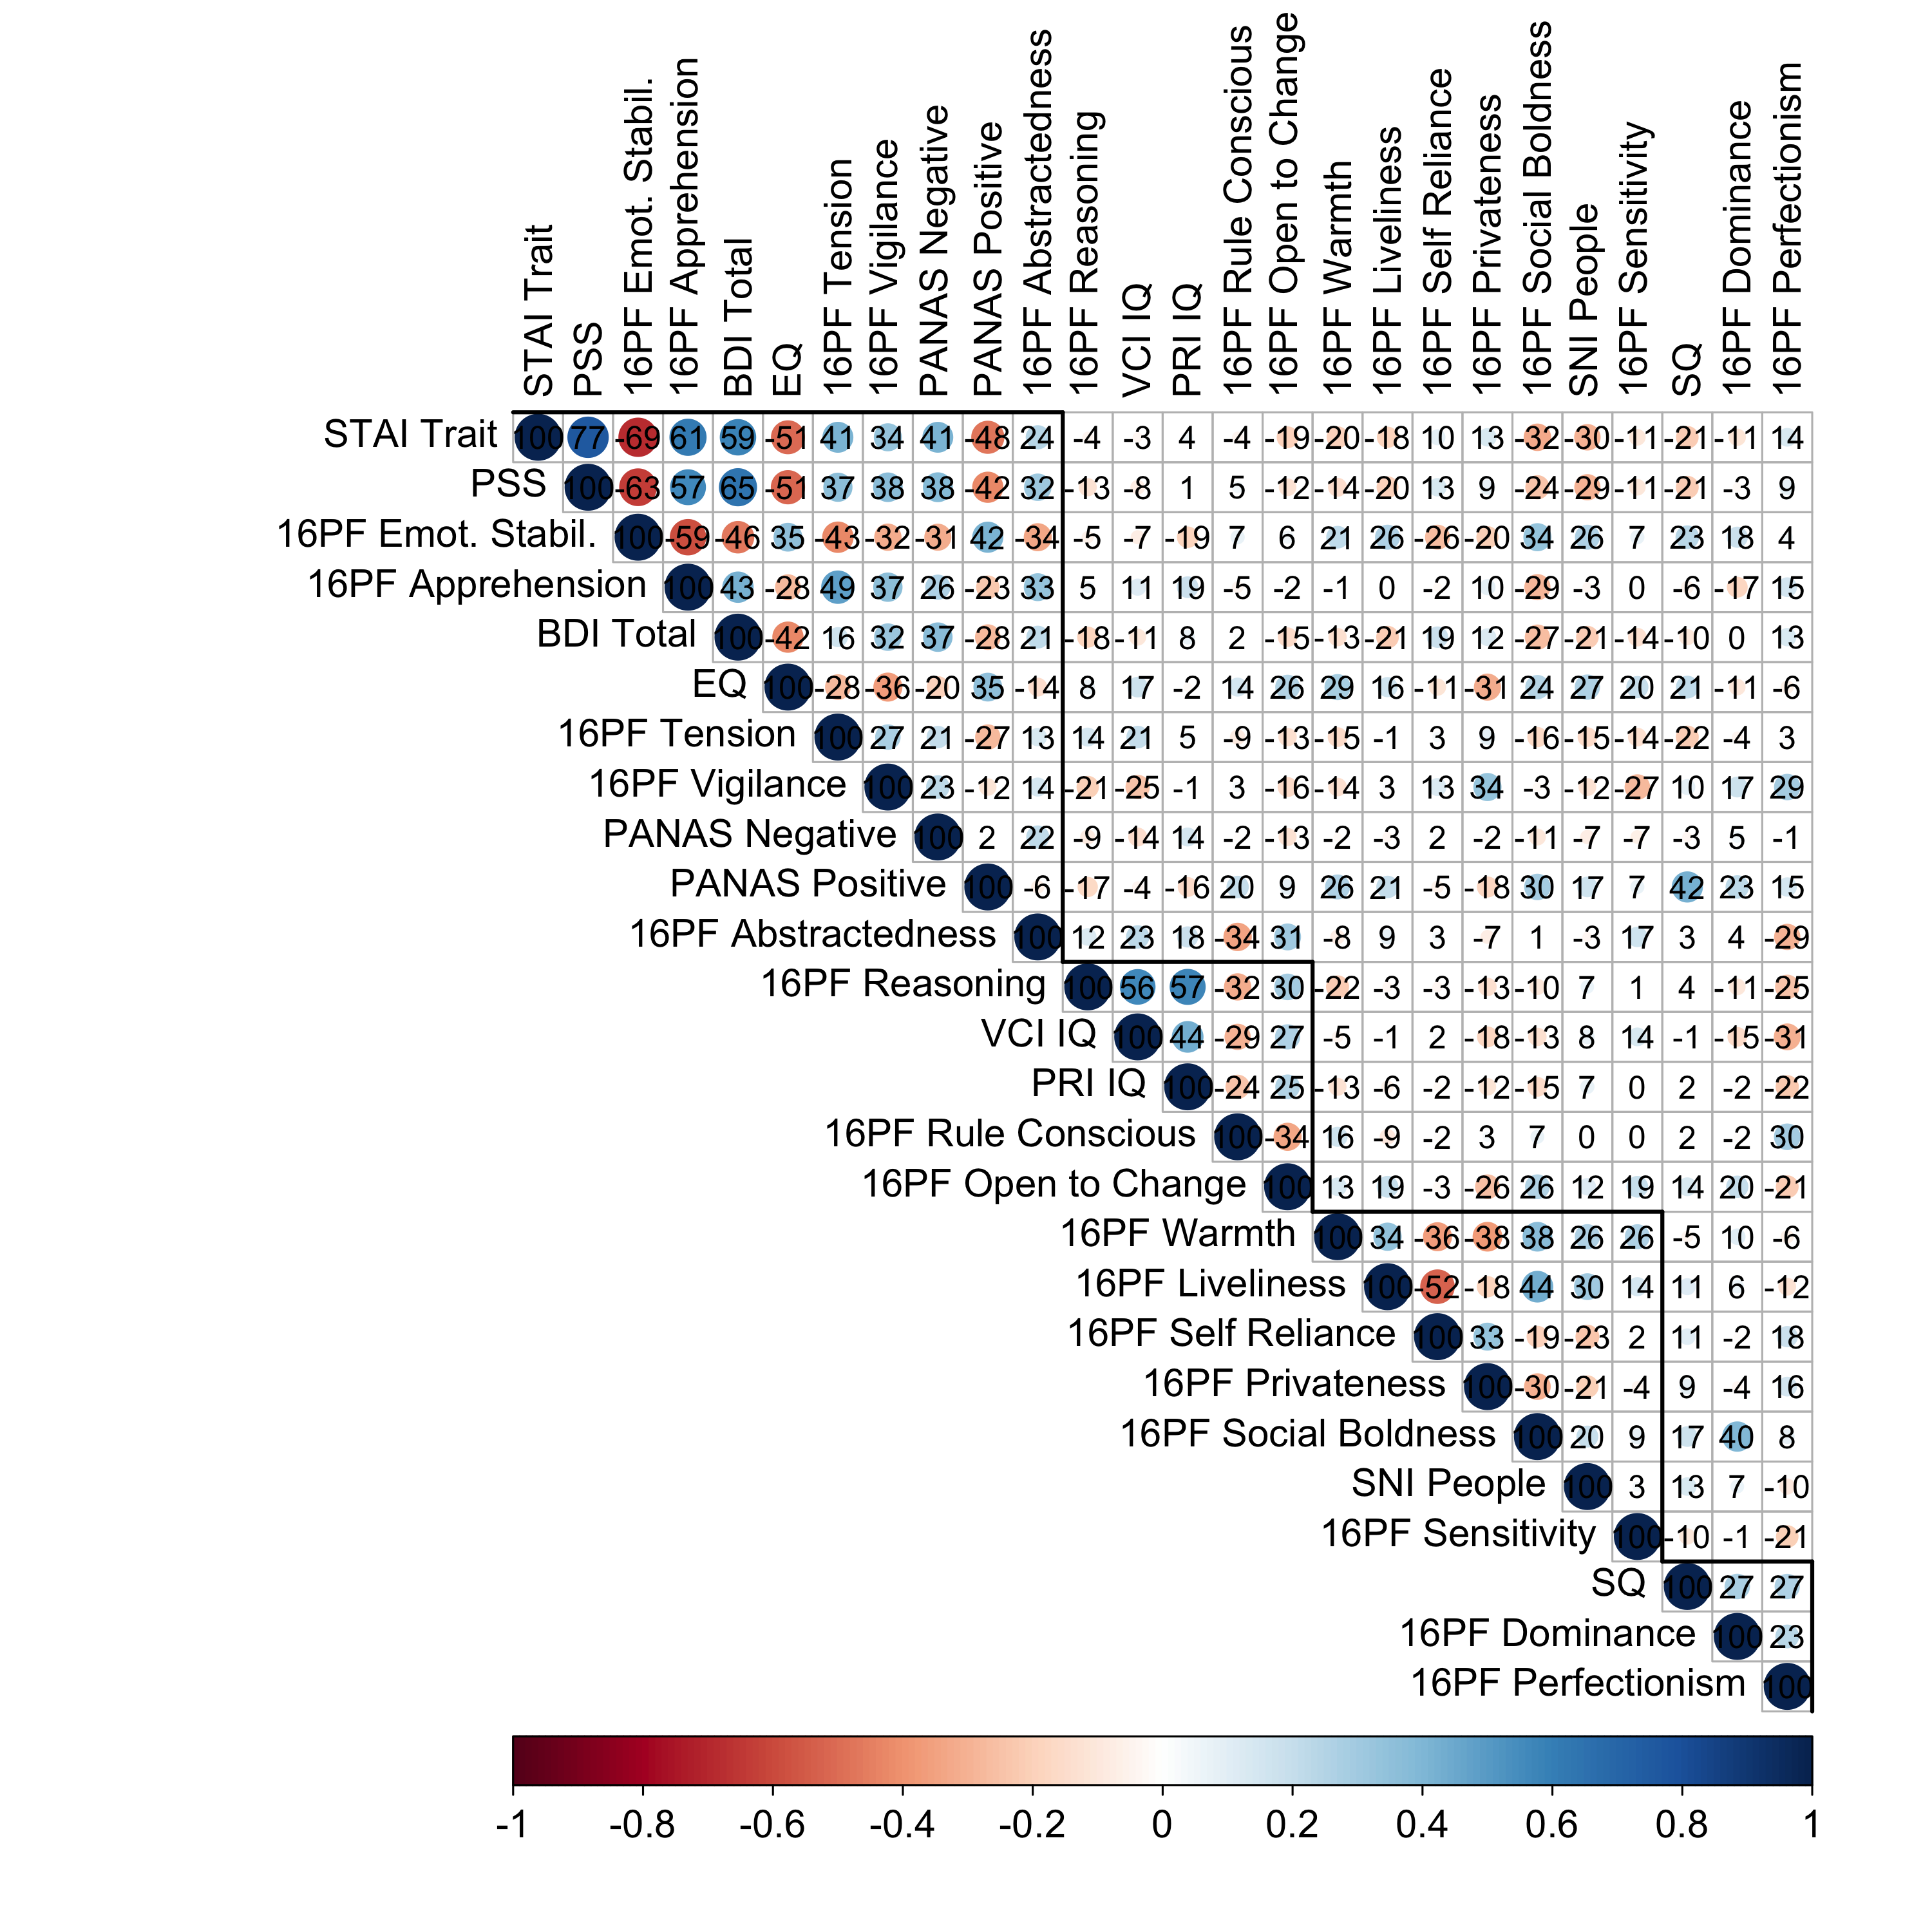 STAI Trait
PSS
16PF Emot. Stabil.
16PF Apprehension
BDI Total
EQ
16PF Tension
16PF Vigilance
PANAS Negative
PANAS Positive
16PF Abstractedness
16PF Reasoning
VCI IQ
PRI IQ
16PF Rule Conscious
16PF Open to Change
16PF Warmth
16PF Liveliness
16PF Self Reliance
16PF Privateness
16PF Social Boldness
SNI People
16PF Sensitivity
SQ
16PF Dominance
16PF Perfectionism
STAI Trait 100 77 -69 61 59 -51 41 34 41 -48 24 -4 -3 4 -4 -19 -20 -18 10 13 -32 -30 -11 -21 -11 14
PSS 100 -63 57 65 -51 37 38 38 -42 32 -13 -8 1 5 -12 -14 -20 13 9 -24 -29 -11 -21 -3 9
16PF Emot. Stabil. 100 -59 -46 35 -43 -32 -31 42 -34 -5 -7 -19 7 6 21 26 -26 -20 34 26 7 23 18 4
16PF Apprehension 100 43 -28 49 37 26 -23 33 5 11 19 -5 -2 -1 0 -2 10 -29 -3 0 -6 -17 15
BDI Total 100 -42 16 32 37 -28 21 -18 -11 8 2 -15 -13 -21 19 12 -27 -21 -14 -10 0 13
EQ 100 -28 -36 -20 35 -14 8 17 -2 14 26 29 16 -11 -31 24 27 20 21 -11 -6
16PF Tension 100 27 21 -27 13 14 21 5 -9 -13 -15 -1 3 9 -16 -15 -14 -22 -4 3
16PF Vigilance 100 23 -12 14 -21 -25 -1 3 -16 -14 3 13 34 -3 -12 -27 10 17 29
PANAS Negative 100 2 22 -9 -14 14 -2 -13 -2 -3 2 -2 -11 -7 -7 -3 5 -1
PANAS Positive 100 -6 -17 -4 -16 20 9 26 21 -5 -18 30 17 7 42 23 15
16PF Abstractedness 100 12 23 18 -34 31 -8 9 3 -7 1 -3 17 3 4 -29
16PF Reasoning 100 56 57 -32 30 -22 -3 -3 -13 -10 7 1 4 -11 -25
VCI IQ 100 44 -29 27 -5 -1 2 -18 -13 8 14 -1 -15 -31
PRI IQ 100 -24 25 -13 -6 -2 -12 -15 7 0 2 -2 -22
16PF Rule Conscious 100 -34 16 -9 -2 3 7 0 0 2 -2 30
16PF Open to Change 100 13 19 -3 -26 26 12 19 14 20 -21
16PF Warmth 100 34 -36 -38 38 26 26 -5 10 -6
16PF Liveliness 100 -52 -18 44 30 14 11 6 -12
16PF Self Reliance 100 33 -19 -23 2 11 -2 18
16PF Privateness 100 -30 -21 -4 9 -4 16
16PF Social Boldness 100 20 9 17 40 8
SNI People 100 3 13 7 -10
16PF Sensitivity 100 -10 -1 -21
SQ 100 27 27
16PF Dominance 100 23
16PF Perfectionism 100
-1 -0.8 -0.6 -0.4 -0.2 0 0.2 0.4 0.6 0.8 1